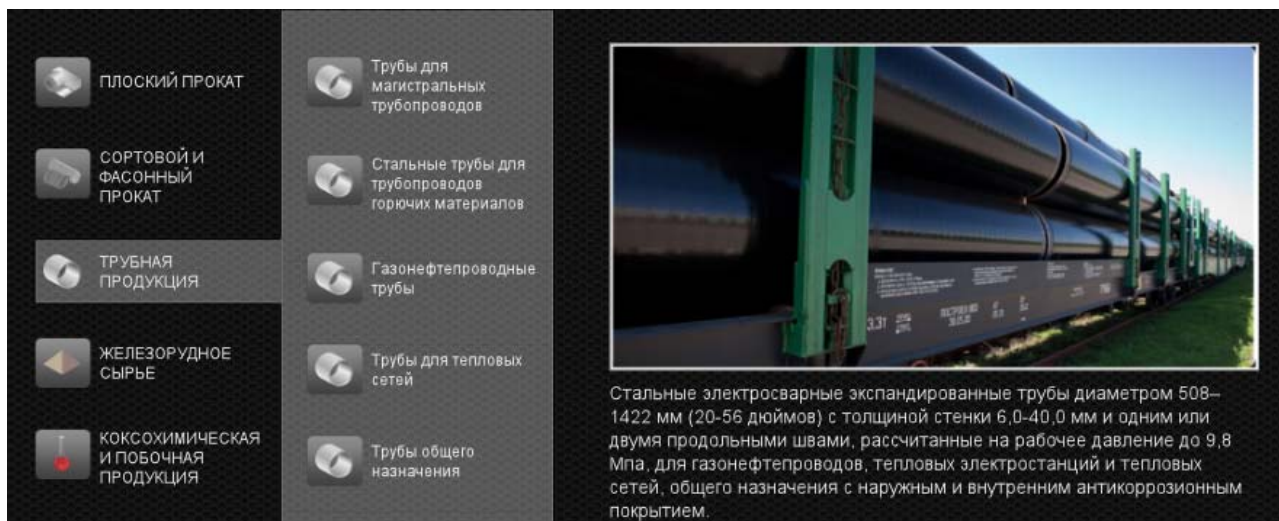 ПЛОСКИЙ ПРОКАТ
СОРТОВОЙ И
ФАСОННЫЙ
ПРОКАТ
ТРУБНАЯ
ПРОДУКЦИЯ
ЖЕЛЕЗОРУДНОЕ
СЫРЬЕ
КОКСОХИМИЧЕСКАЯ
И ПОБОЧНАЯ
ПРОДУКЦИЯ
Трубы для
магистральных
трубопроводов
Стальные трубы для
трубопроводов
горючих материалов
Газонефтепроводные
трубы
Трубы для тепловых
сетей
Трубы общего
назначения
3.3т
Стальные электросварные экспандированные трубы диаметром 508–
1422 мм (20-56 дюймов) с толщиной стенки 6,0-40,0 мм и одним или
двумя продольными швами, рассчитанные на рабочее давление до 9,8
Мпа, для газонефтепроводов, тепловых электростанций и тепловых
сетей, общего назначения с наружным и внутренним антикоррозионным
покрытием.